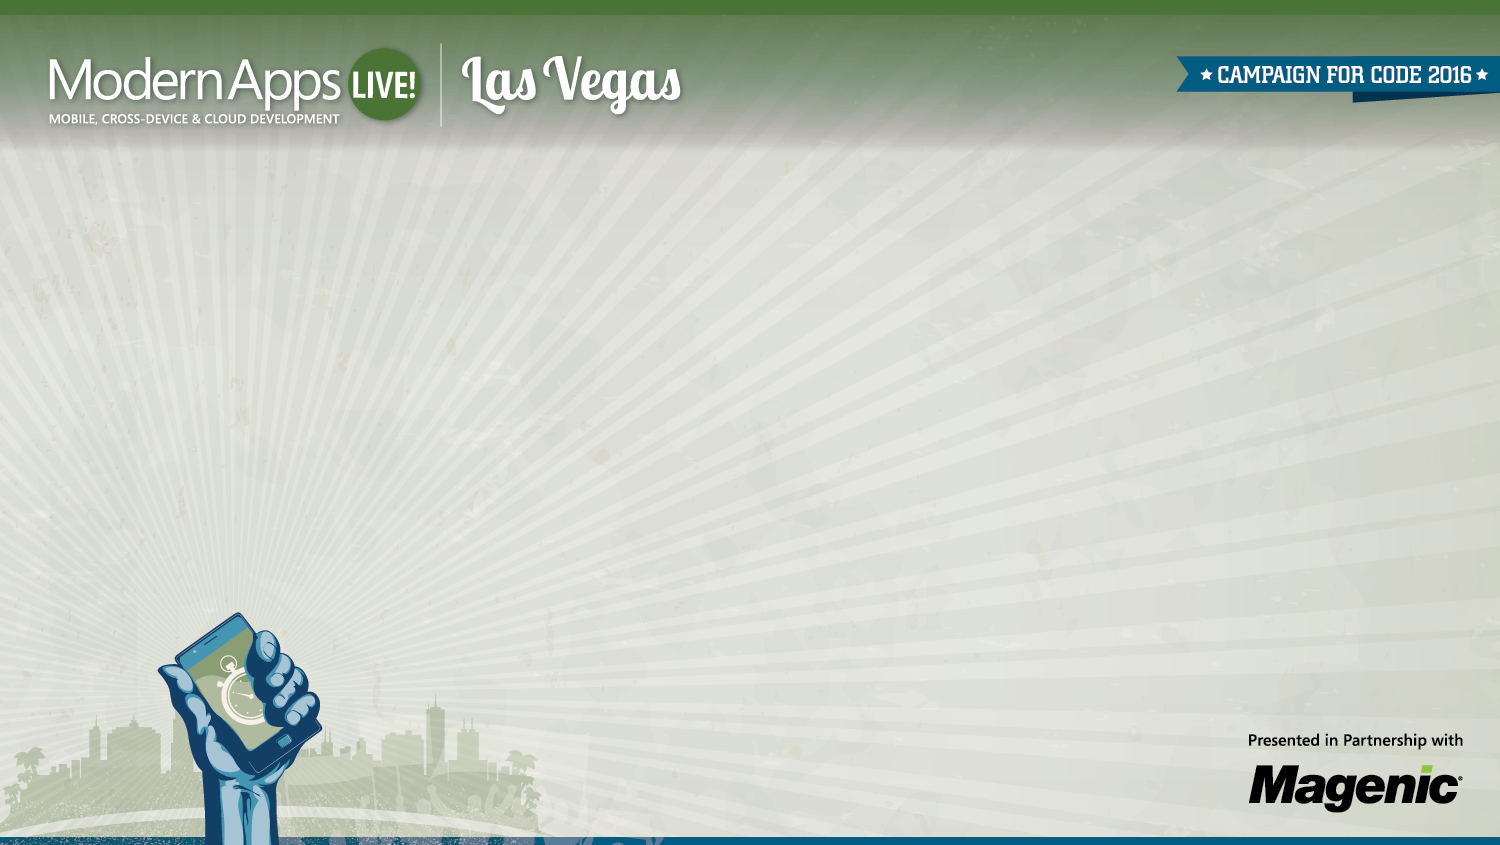 Modern Apps LIVE!
MOBILE, CROSS-DEVICE & CLOUD DEVELOPMENT
Las Vegas
★ CAMPAIGN FOR CODE 2016 ★
Presented in Partnership with
Magenic®